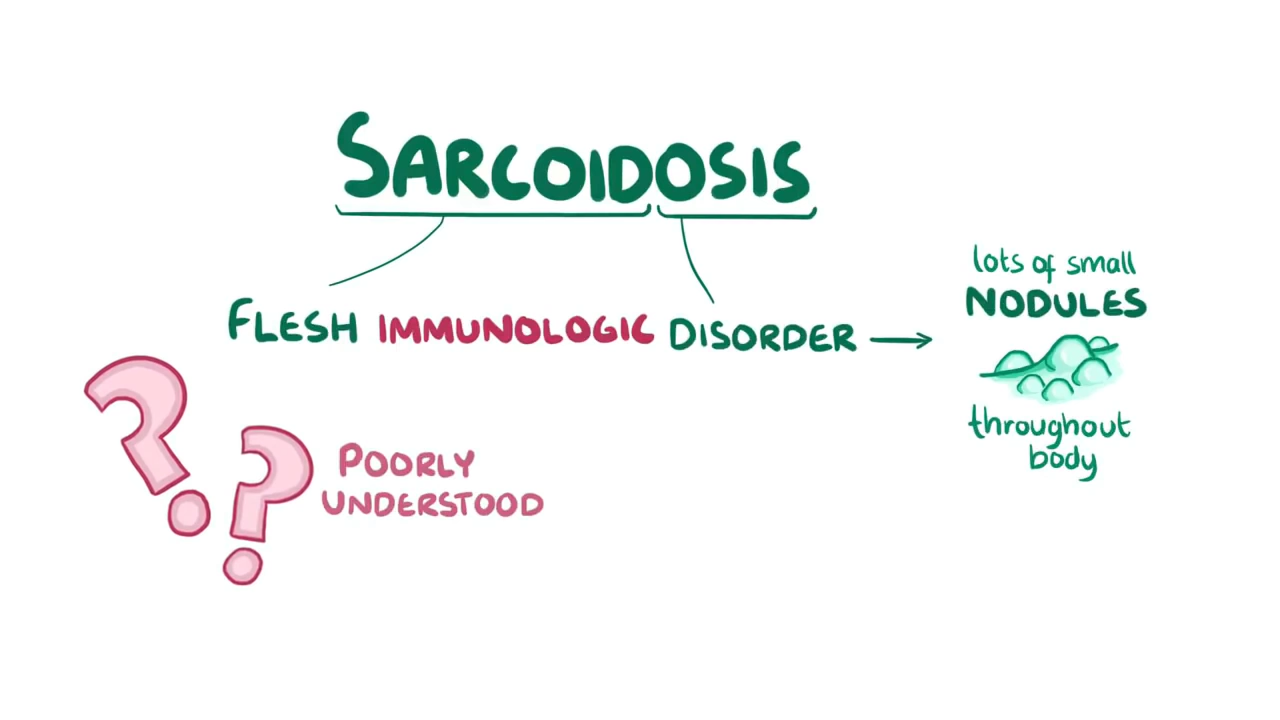 SARCOIDOSIS
FLESH IMMUNOLOGIC DISORDER
lots of small
NODULES
throughout
body
POORLY
UNDERSTOOD